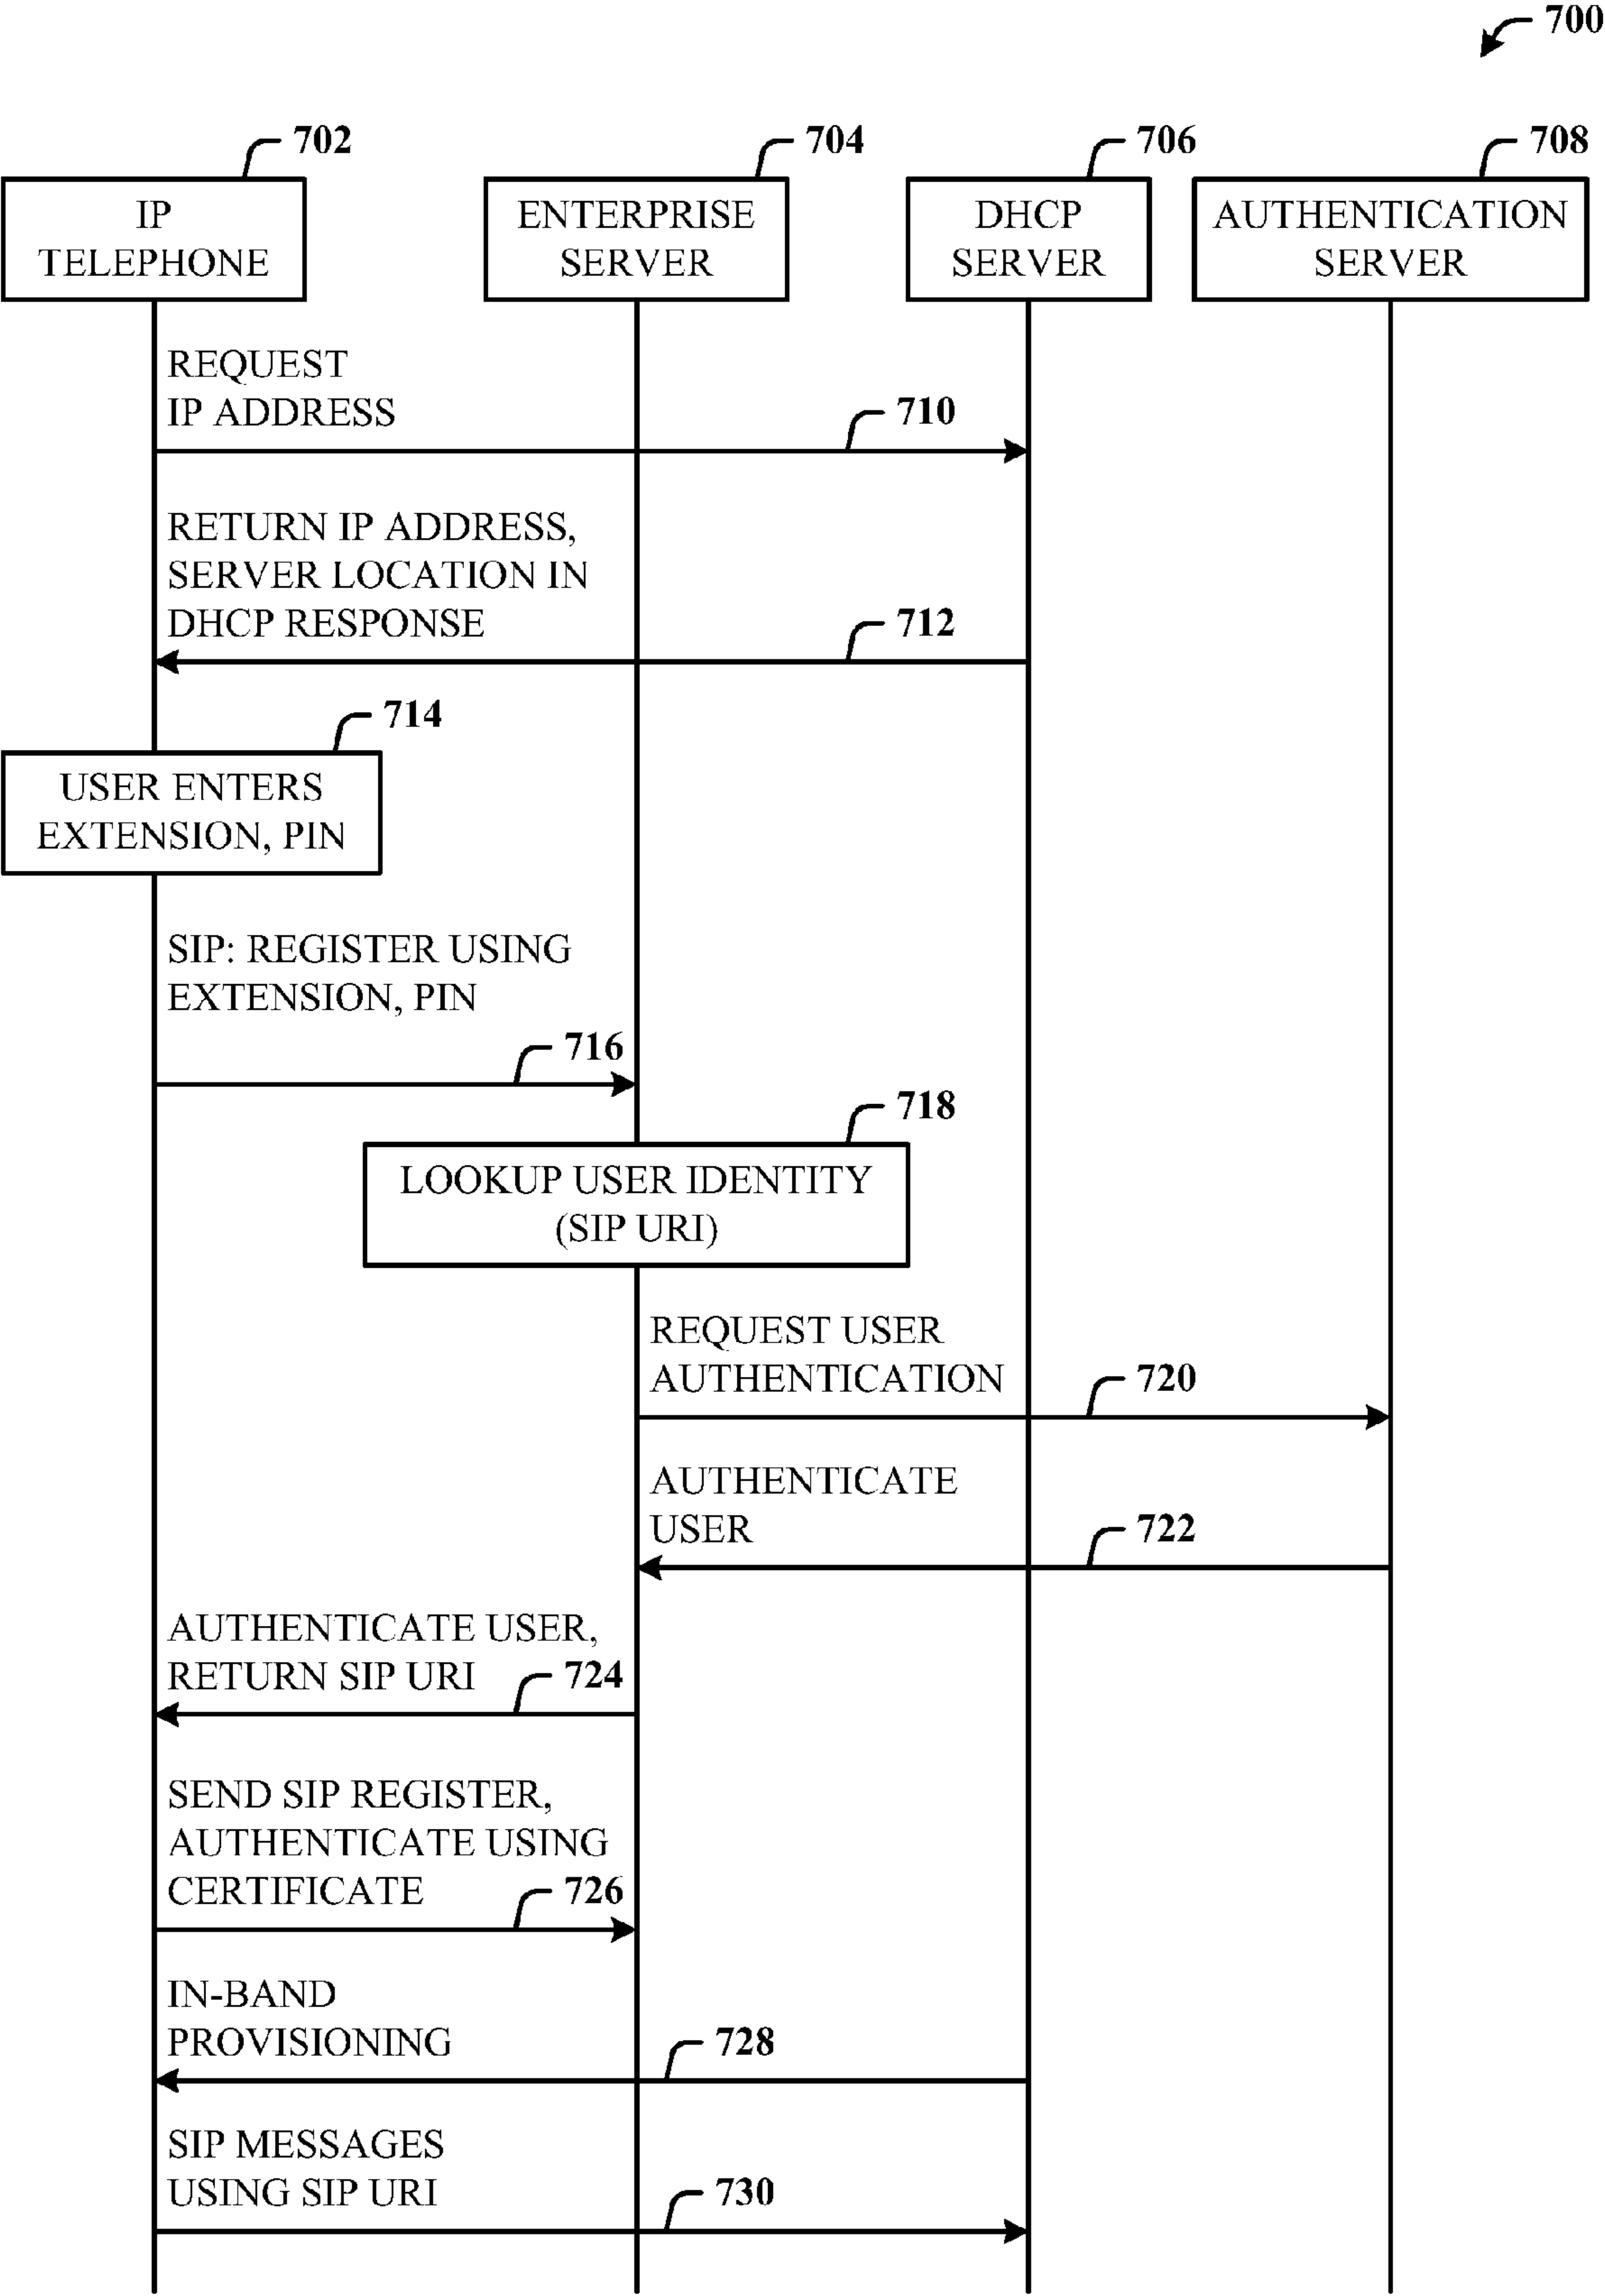 700
702
704
706
708
IP
TELEPHONE
ENTERPRISE
SERVER
DHCP
SERVER
AUTHENTICATION
SERVER
REQUEST
IP ADDRESS
710
RETURN IP ADDRESS,
SERVER LOCATION IN
DHCP RESPONSE
712
714
USER ENTERS
EXTENSION, PIN
SIP: REGISTER USING
EXTENSION, PIN
716
718
LOOKUP USER IDENTITY
(SIP URI)
REQUEST USER
AUTHENTICATION
720
AUTHENTICATE
USER
722
AUTHENTICATE USER,
RETURN SIP URI
724
SEND SIP REGISTER,
AUTHENTICATE USING
CERTIFICATE
726
IN-BAND
PROVISIONING
728
SIP MESSAGES
USING SIP URI
730